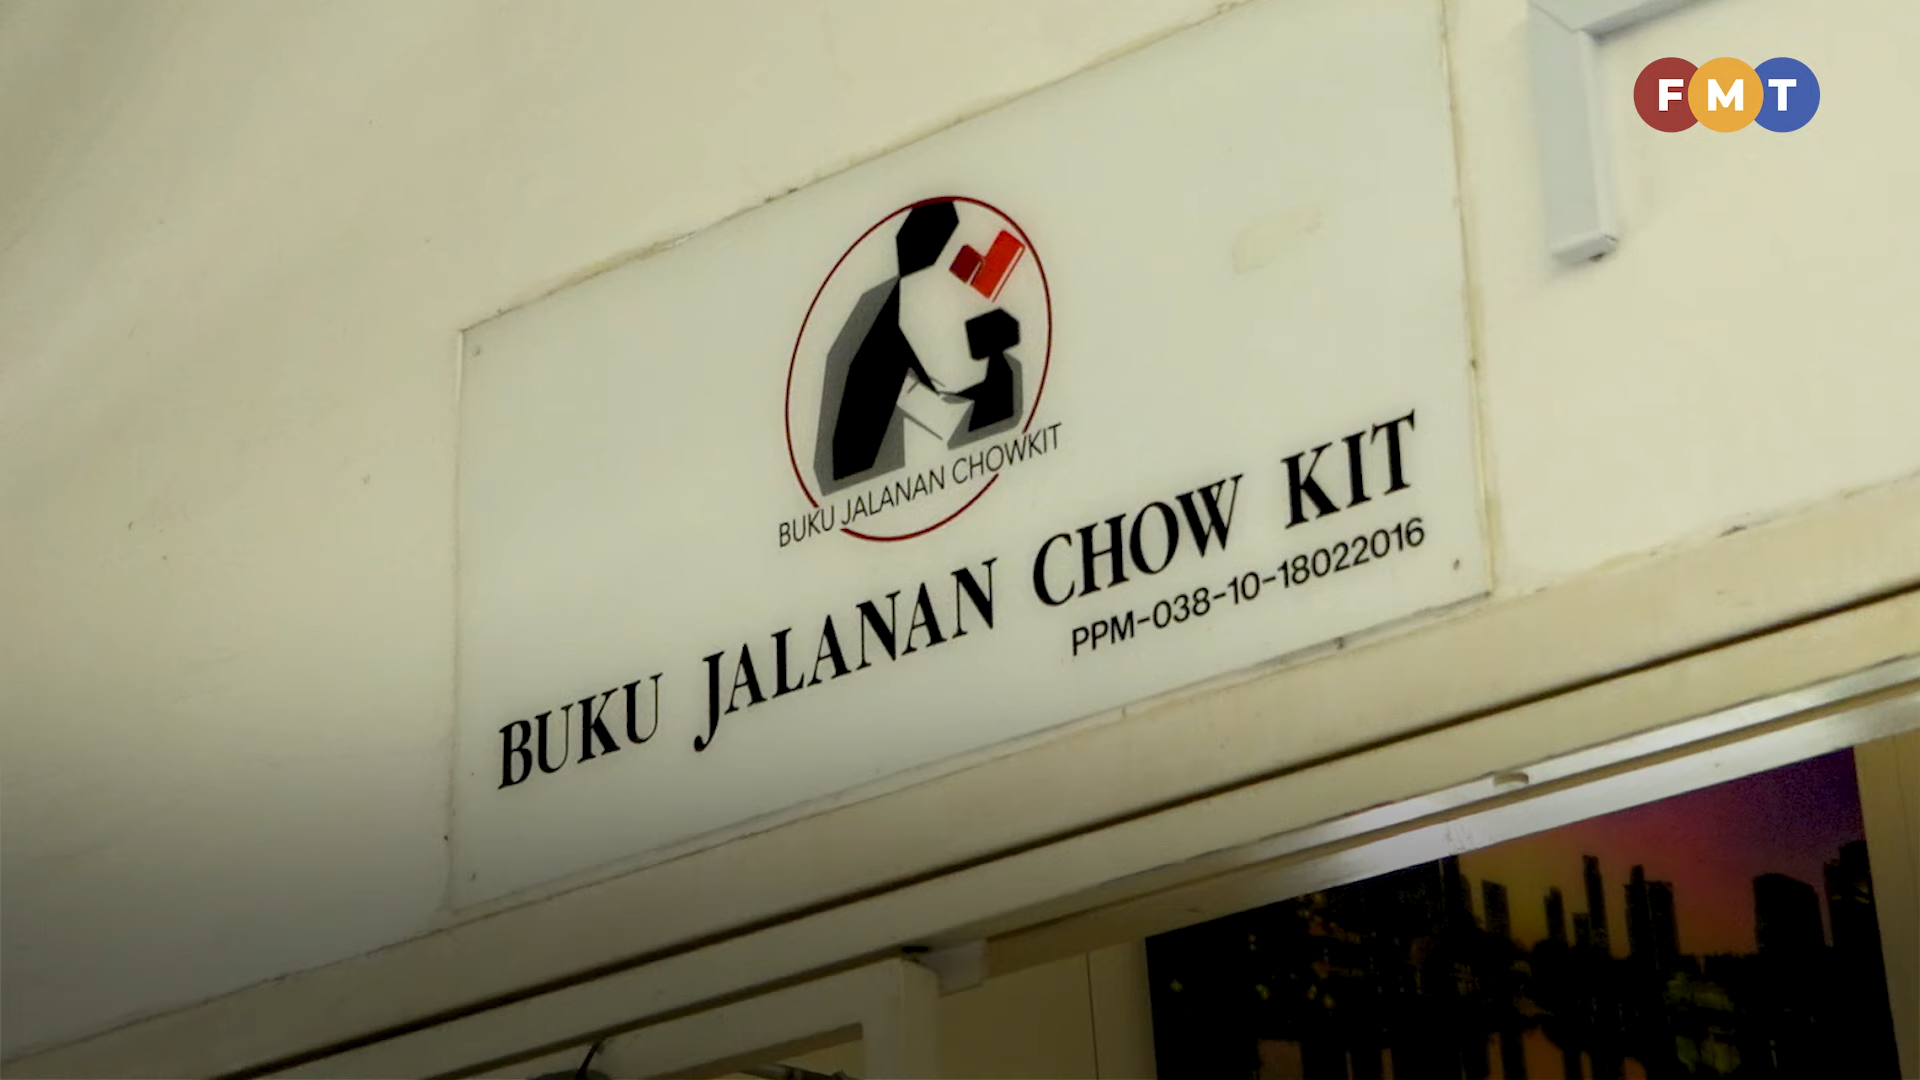 FMT
BUKU JALANAN CHOWKIT
BUKU JALANAN CHOW KIT
PPM-038-10-18022016